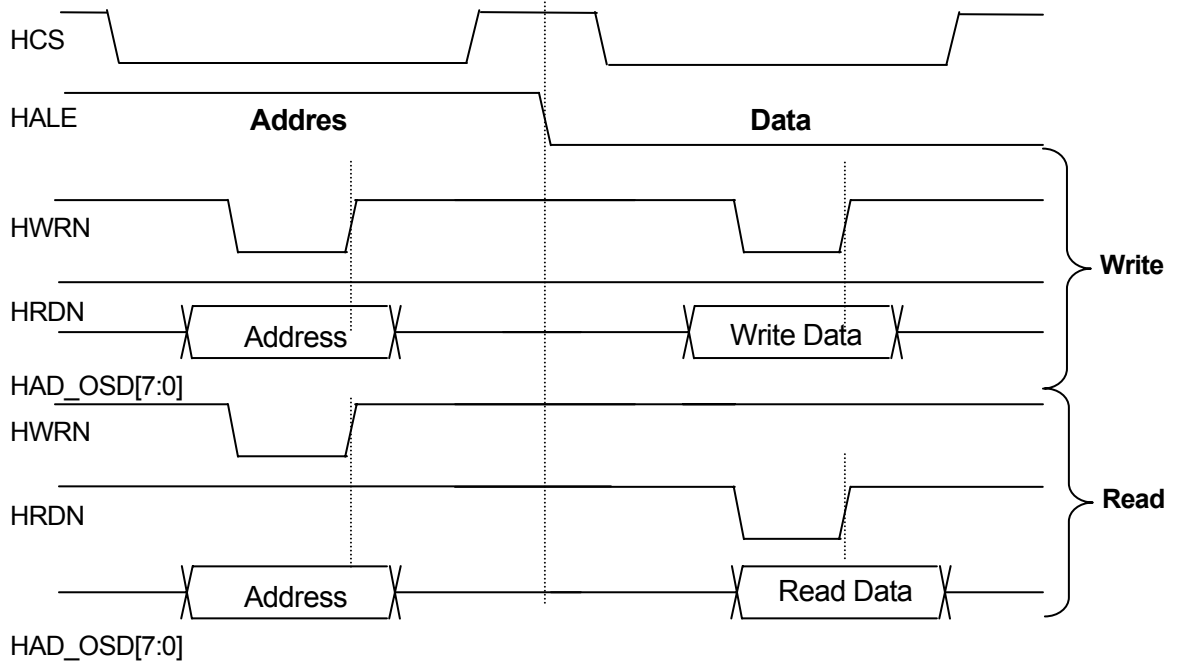 HCS
HALE
Addres
Data
HWRN
Write
HRDN
Address
Write Data
HAD_OSD[7:0]
HWRN
HRDN
Read
Address
Read Data
HAD_OSD[7:0]